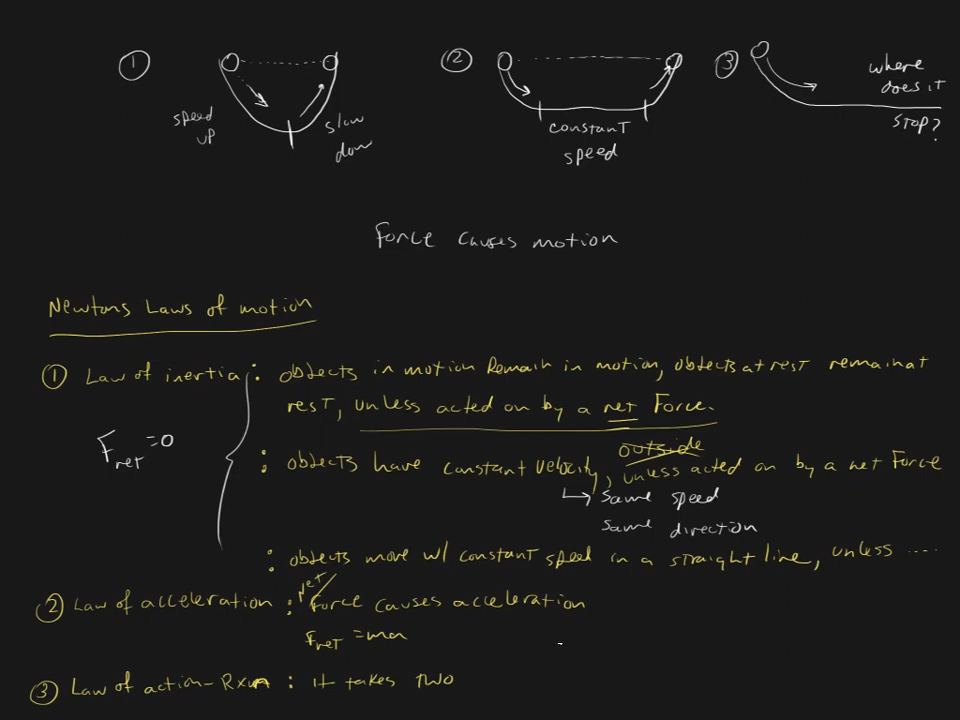 ① speed up slow down
② constant speed
③ where does it stop?
Force causes motion
Newtons Laws of motion
① Law of inertia : objects in motion Remain in motion, objects at rest remain at
rest, unless acted on by a net Force.
F net = 0
: objects have constant velocity, outside unless acted on by a net Force
↳ same speed
same direction
: objects move w/ constant speed in a straight line, unless ....
② Law of acceleration : Net Force causes acceleration
F net = ma
③ Law of action-Rxn : It takes two